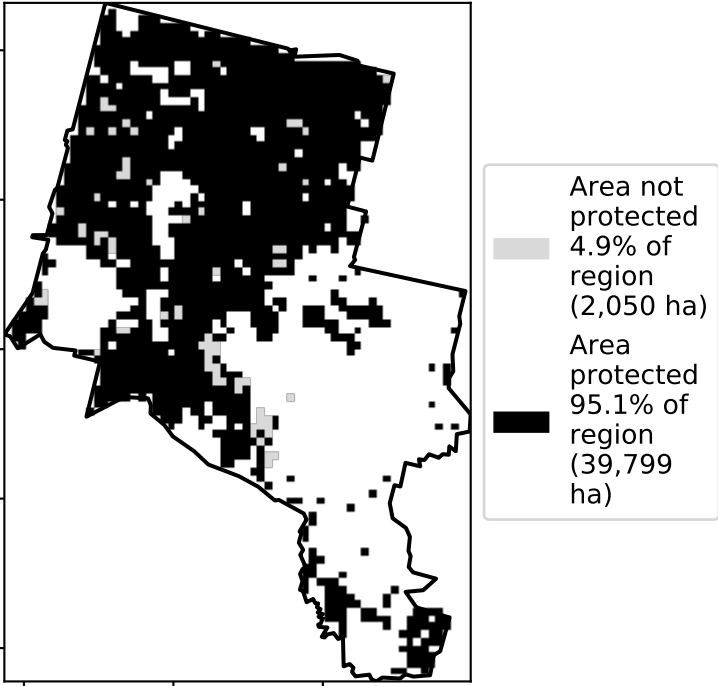 Area not
protected
4.9% of
region
(2,050 ha)
Area
protected
95.1% of
region
(39,799
ha)